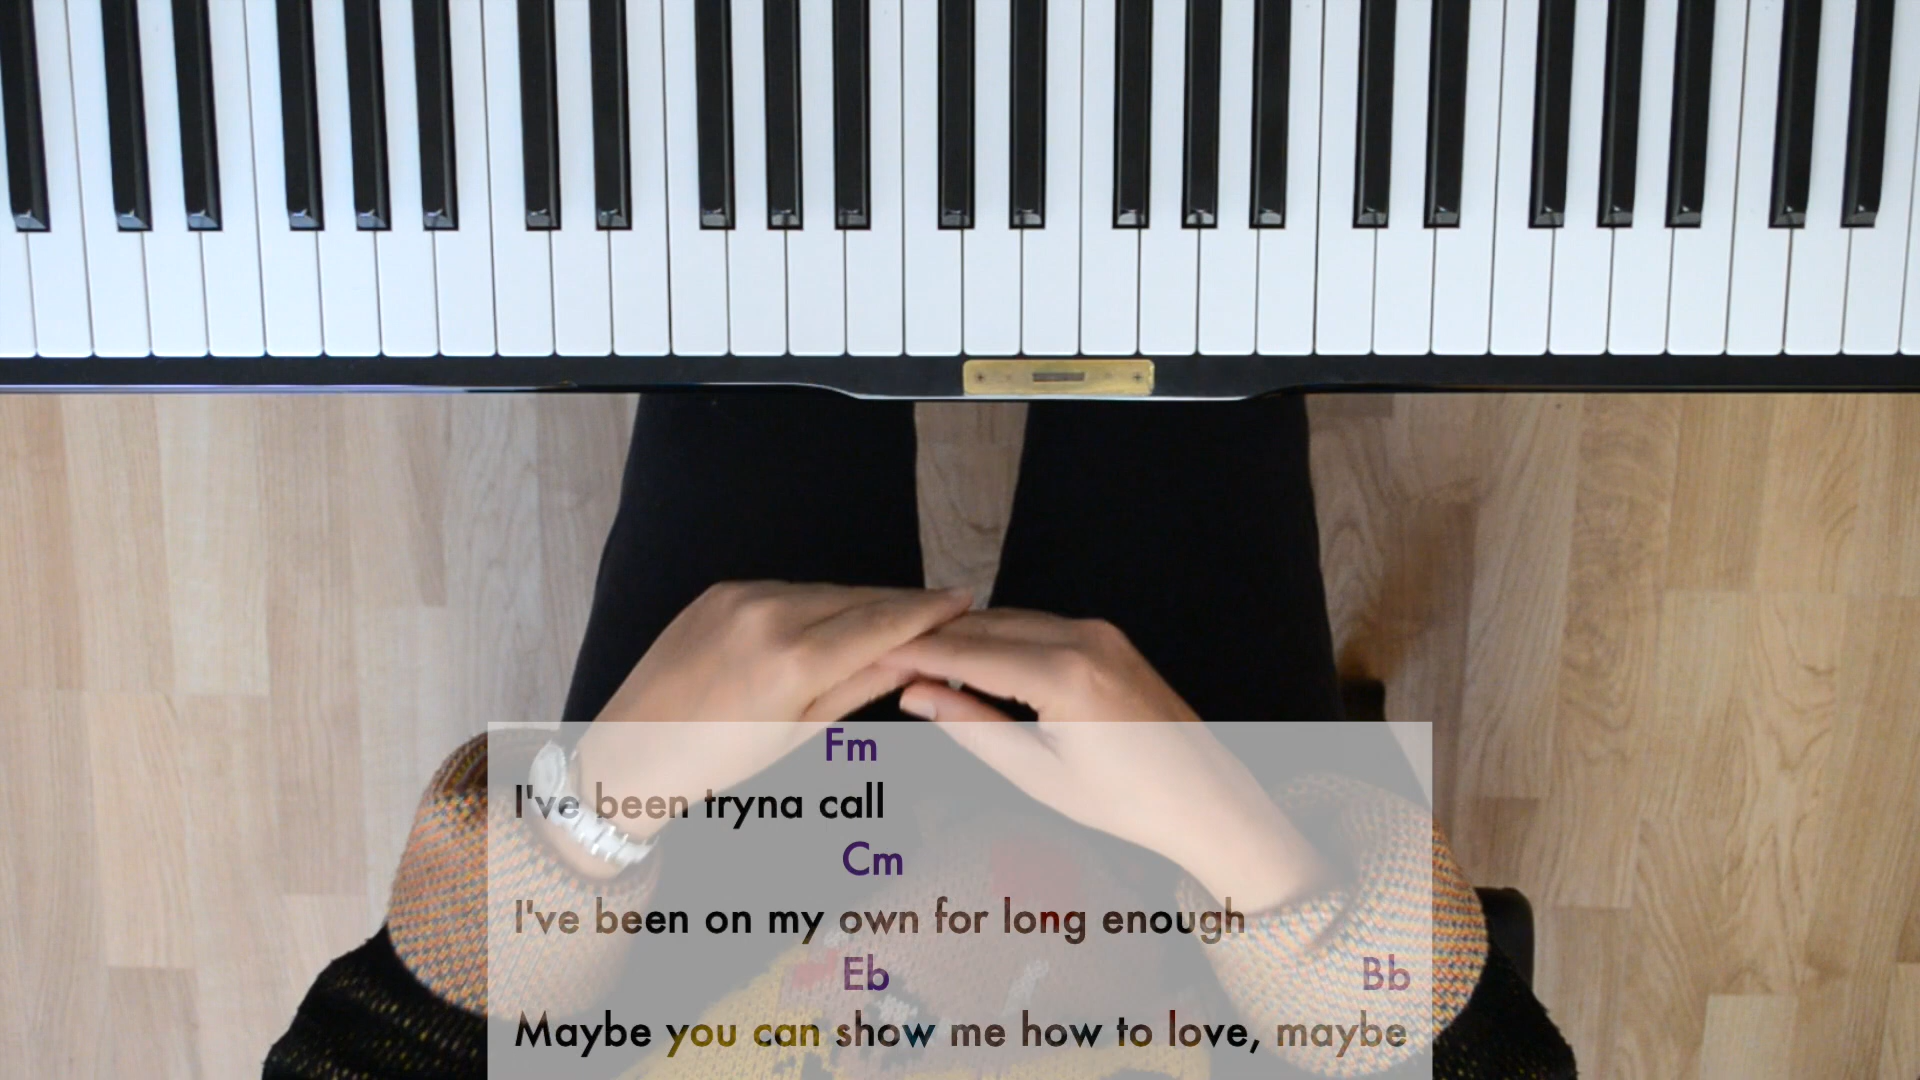 Fm
I've been tryna call
Cm
I've been on my own for long enough
Eb Bb
Maybe you can show me how to love, maybe